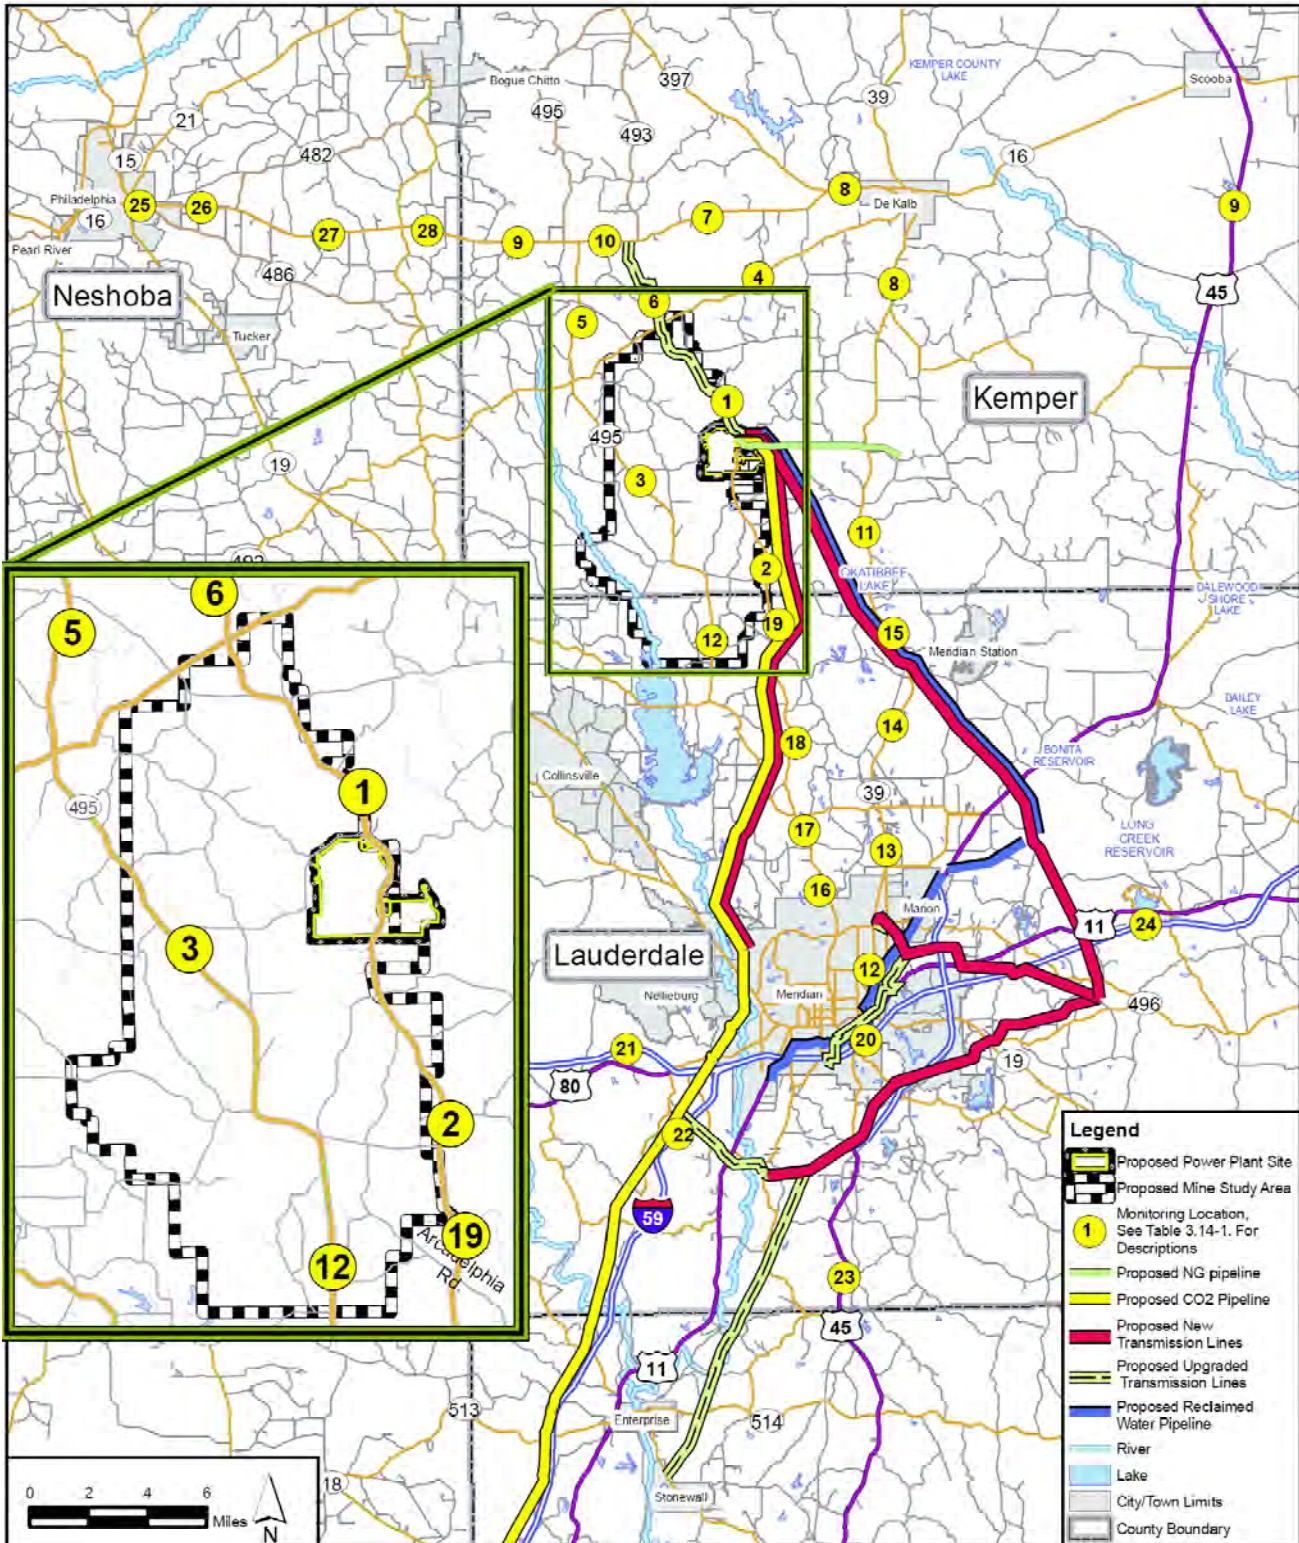 Bogue Chitto
397
KEMPER COUNTY
LAKE
Scooba
39
495
493
21
482
15
16
Philadelphia
25
26
16
Pearl River
27
28
9
10
7
8
De Kalb
9
486
4
8
45
Neshoba
Tucker
6
5
Kemper
1
495
19
3
11
2
OKATIBBEE
LAKE
DALEWOOD
SHORE
LAKE
19
12
15
Meridian Station
DAILEY
LAKE
14
18
BONITA
RESERVOIR
Collinsville
39
17
13
LONG
CREEK
RESERVOIR
16
Marion
11
24
Lauderdale
12
Nellieburg
Meridian
496
20
21
19
80
22
59
23
45
11
513
Enterprise
514
18
Stonewall
6
5
495
1
3
2
19
12
Arcadelphia
Rd.
0 2 4 6
Miles
N
Legend
Proposed Power Plant Site
Proposed Mine Study Area
1
Monitoring Location,
See Table 3.14-1. For
Descriptions
Proposed NG pipeline
Proposed CO2 Pipeline
Proposed New
Transmission Lines
Proposed Upgraded
Transmission Lines
Proposed Reclaimed
Water Pipeline
River
Lake
City/Town Limits
County Boundary